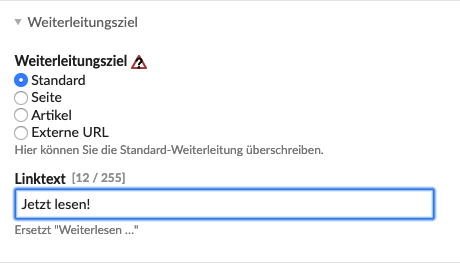 Weiterleitungsziel
Weiterleitungsziel
Standard
Seite
Artikel
Externe URL
Hier können Sie die Standard-Weiterleitung überschreiben.
Linktext [12 / 255]
Jetzt lesen!
Ersetzt "Weiterlesen …"